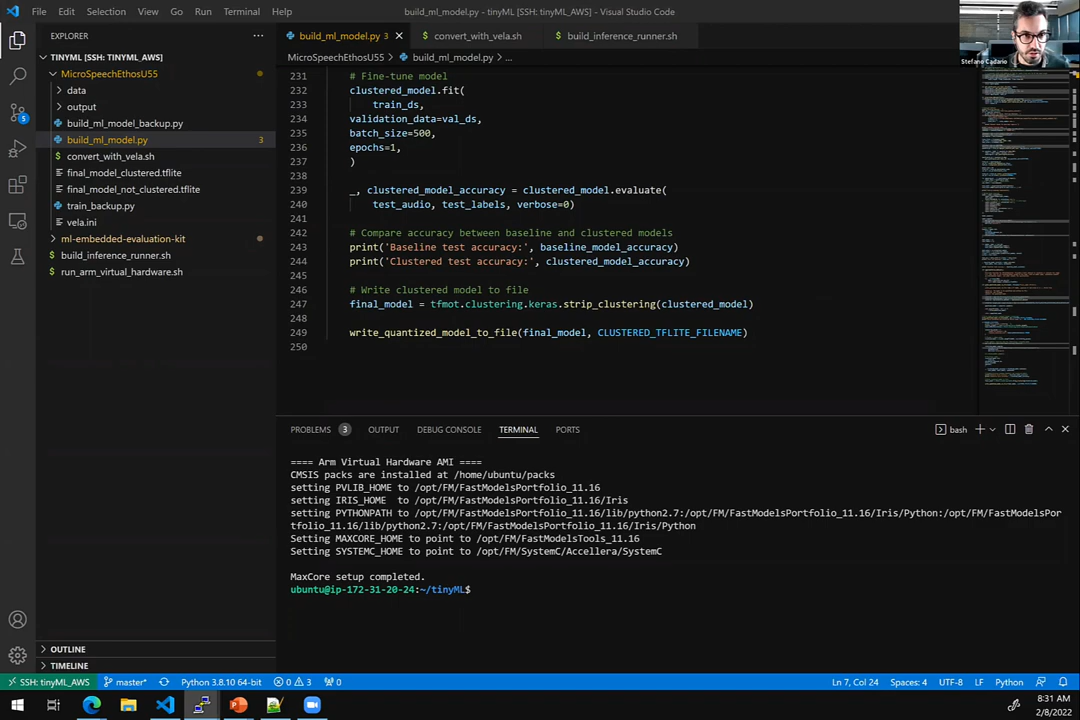 File Edit Selection View Go Run Terminal Help
build_ml_model.py - tinyML [SSH: tinyML_AWS] - Visual Studio Code
Stefano Cadario
EXPLORER
TINYML [SSH: TINYML_AWS]
MicroSpeechEthosU55
data
output
build_ml_model_backup.py
build_ml_model.py 3
convert_with_vela.sh
final_model_clustered.tflite
final_model_not_clustered.tflite
train_backup.py
vela.ini
ml-embedded-evaluation-kit
build_inference_runner.sh
run_arm_virtual_hardware.sh
OUTLINE
TIMELINE
5
build_ml_model.py 3
convert_with_vela.sh
build_inference_runner.sh
MicroSpeechEthosU55 > build_ml_model.py > ...
231 # Fine-tune model
232 clustered_model.fit(
233 train_ds,
234 validation_data=val_ds,
235 batch_size=500,
236 epochs=1,
237 )
238
239 _, clustered_model_accuracy = clustered_model.evaluate(
240 test_audio, test_labels, verbose=0)
241
242 # Compare accuracy between baseline and clustered models
243 print('Baseline test accuracy:', baseline_model_accuracy)
244 print('Clustered test accuracy:', clustered_model_accuracy)
245
246 # Write clustered model to file
247 final_model = tfmot.clustering.keras.strip_clustering(clustered_model)
248
249 write_quantized_model_to_file(final_model, CLUSTERED_TFLITE_FILENAME)
250
PROBLEMS 3 OUTPUT DEBUG CONSOLE TERMINAL PORTS
bash
==== Arm Virtual Hardware AMI ====
CMSIS packs are installed at /home/ubuntu/packs
setting PVLIB_HOME to /opt/FM/FastModelsPortfolio_11.16
setting IRIS_HOME to /opt/FM/FastModelsPortfolio_11.16/Iris
setting PYTHONPATH to /opt/FM/FastModelsPortfolio_11.16/lib/python2.7:/opt/FM/FastModelsPortfolio_11.16/Iris/Python:/opt/FM/FastModelsPor
tfolio_11.16/lib/python2.7:/opt/FM/FastModelsPortfolio_11.16/Iris/Python
Setting MAXCORE_HOME to point to /opt/FM/FastModelsTools_11.16
Setting SYSTEMC_HOME to point to /opt/FM/SystemC/Accellera/SystemC
MaxCore setup completed.
ubuntu@ip-172-31-20-24:~/tinyML$
SSH: tinyML_AWS master* Python 3.8.10 64-bit 0 3 0
Ln 7, Col 24 Spaces: 4 UTF-8 LF Python
8:31 AM
2/8/2022